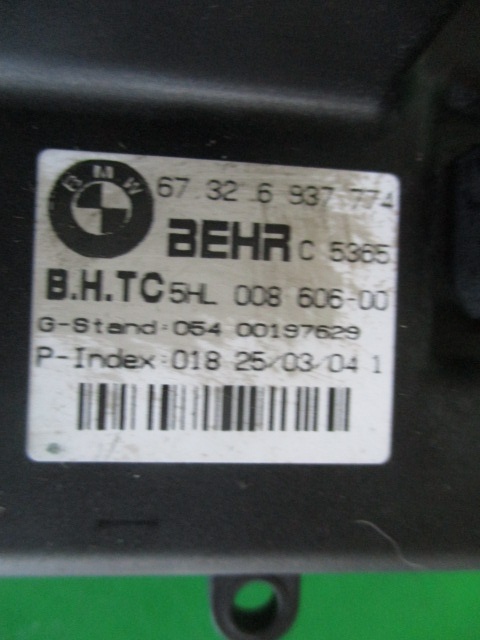 BMW 67 32 6 937 774
BEHR C 5365
B.H.TC 5HL 008 606-00
G-Stand:054 00197629
P-Index:018 25/03/04 1